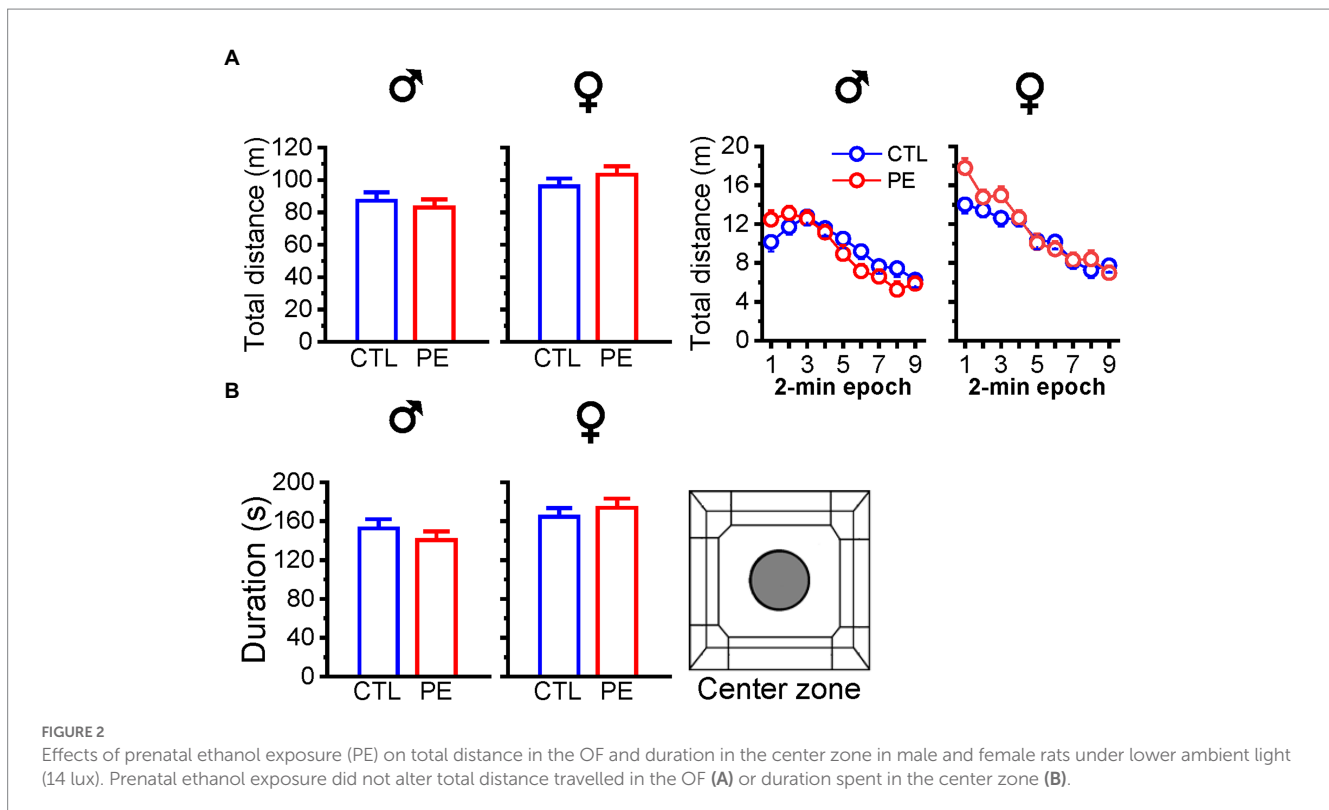 A
♂ ♀ ♂ ♀
Total distance (m)
120
100
80
60
40
20
0
CTL PE
CTL PE
Total distance (m)
20
16
12
8
4
0
CTL
PE
1 3 5 7 9
2-min epoch
1 3 5 7 9
2-min epoch
B
♂ ♀
Duration (s)
200
160
120
80
40
0
CTL PE
CTL PE
Center zone
FIGURE 2
Effects of prenatal ethanol exposure (PE) on total distance in the OF and duration in the center zone in male and female rats under lower ambient light
(14 lux). Prenatal ethanol exposure did not alter total distance travelled in the OF (A) or duration spent in the center zone (B).